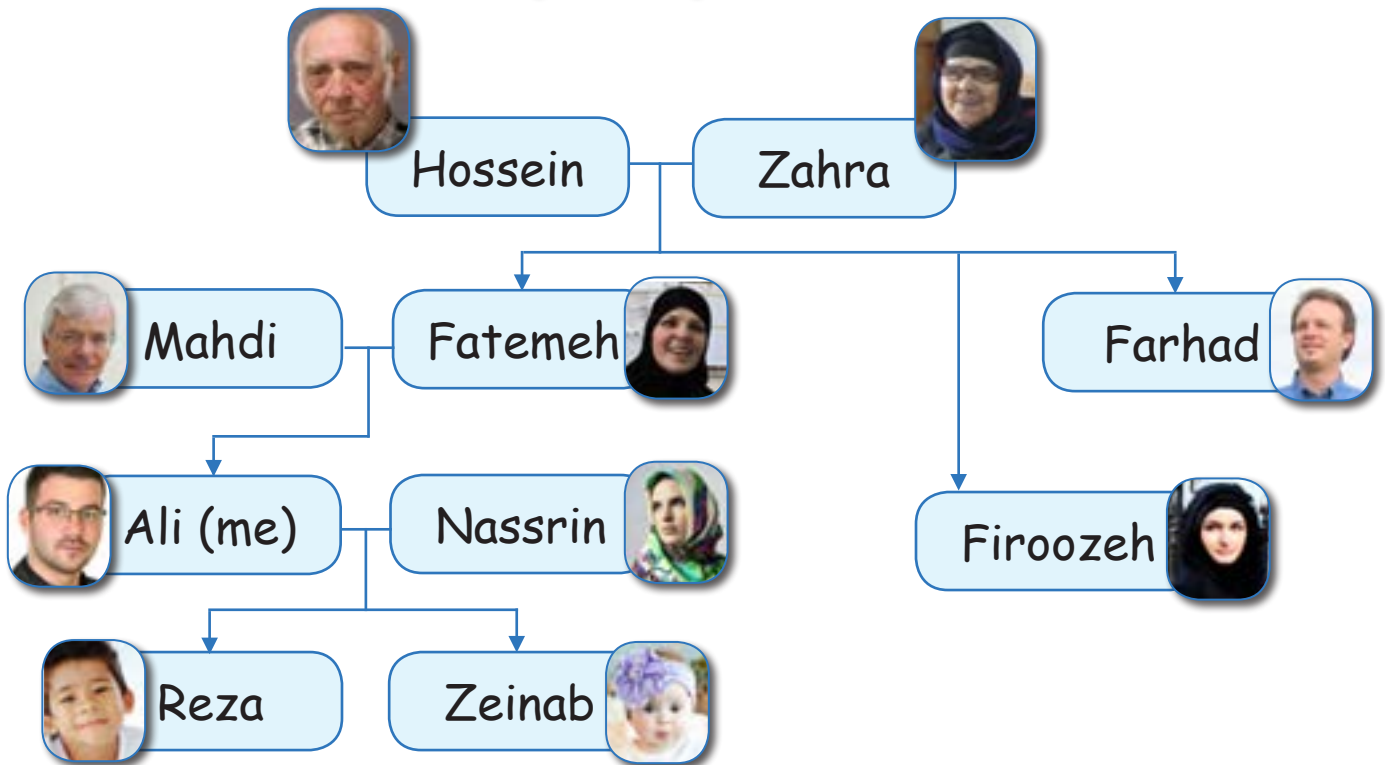 Hossein
Zahra
Mahdi
Fatemeh
Farhad
Ali (me)
Nassrin
Firoozeh
Reza
Zeinab